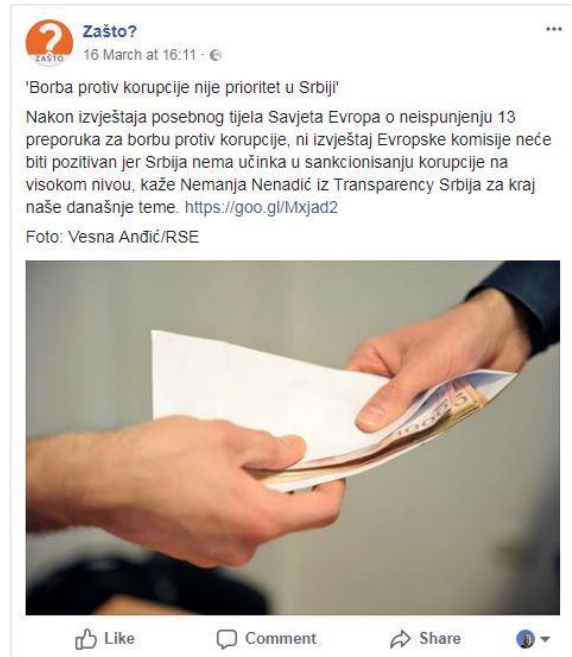 Zašto?
16 March at 16:11 ·
?
ZAŠTO
'Borba protiv korupcije nije prioritet u Srbiji'
Nakon izvještaja posebnog tijela Savjeta Evropa o neispunjenju 13
preporuka za borbu protiv korupcije, ni izvještaj Evropske komisije neće
biti pozitivan jer Srbija nema učinka u sankcionisanju korupcije na
visokom nivou, kaže Nemanja Nenadić iz Transparency Srbija za kraj
naše današnje teme. https://goo.gl/Mxjad2
Foto: Vesna Anđić/RSE
Like
Comment
Share